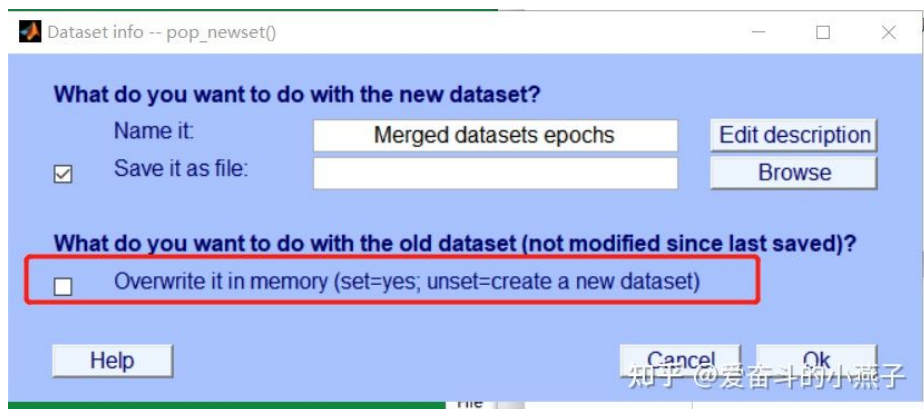 Dataset info -- pop_newset()
What do you want to do with the new dataset?
Name it:
Merged datasets epochs
Edit description
Save it as file:
Browse
What do you want to do with the old dataset (not modified since last saved)?
Overwrite it in memory (set=yes; unset=create a new dataset)
Help
Cancel
Ok
知乎 @爱奋斗的小燕子
File